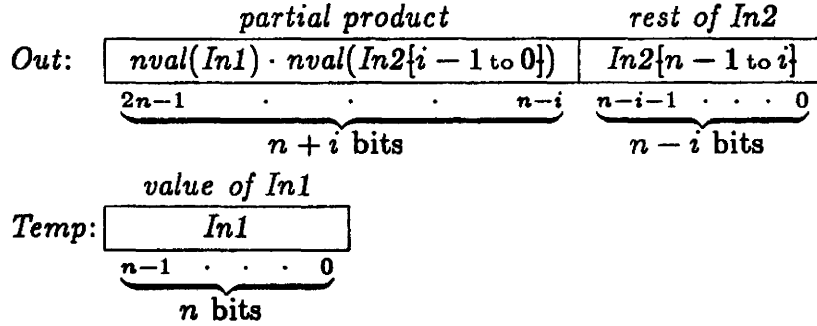 partial product rest of In2
Out: nval(In1) · nval(In2{i − 1 to 0}) In2{n − 1 to i}
2n−1 · · · n−i n−i−1 · · · 0
n + i bits n − i bits
value of In1
Temp: In1
n−1 · · · 0
n bits